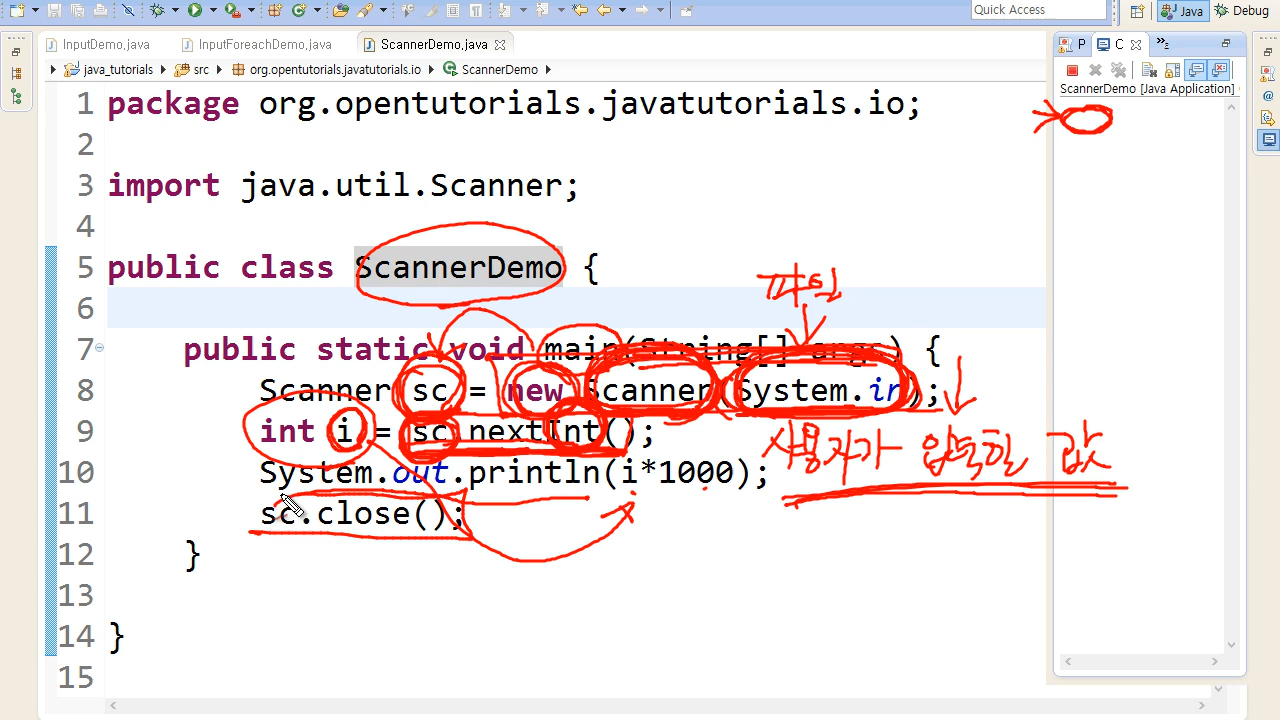 Quick Access
Java
Debug
InputDemo.java
InputForeachDemo.java
ScannerDemo.java
P
C
java_tutorials
src
org.opentutorials.javatutorials.io
ScannerDemo
ScannerDemo [Java Application]
1 package org.opentutorials.javatutorials.io;
2
3 import java.util.Scanner;
4
5 public class ScannerDemo {
6
파일
7 public static void main(String[] args) {
8 Scanner sc = new Scanner(System.in);
9 int i = sc.nextInt();
사용자가 입력한 값
10 System.out.println(i*1000);
11 sc.close();
12 }
13
14 }
15